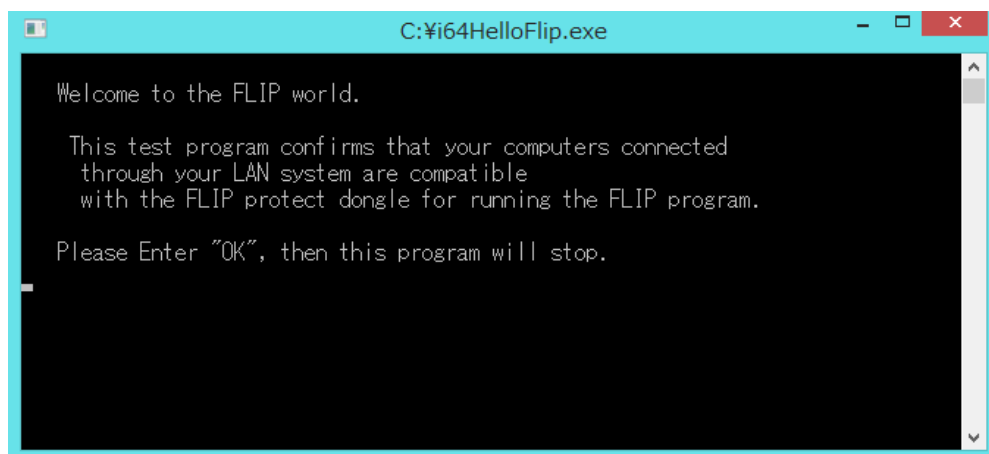 C:¥i64HelloFlip.exe
Welcome to the FLIP world.
This test program confirms that your computers connected
through your LAN system are compatible
with the FLIP protect dongle for running the FLIP program.
Please Enter ˝OK˝, then this program will stop.